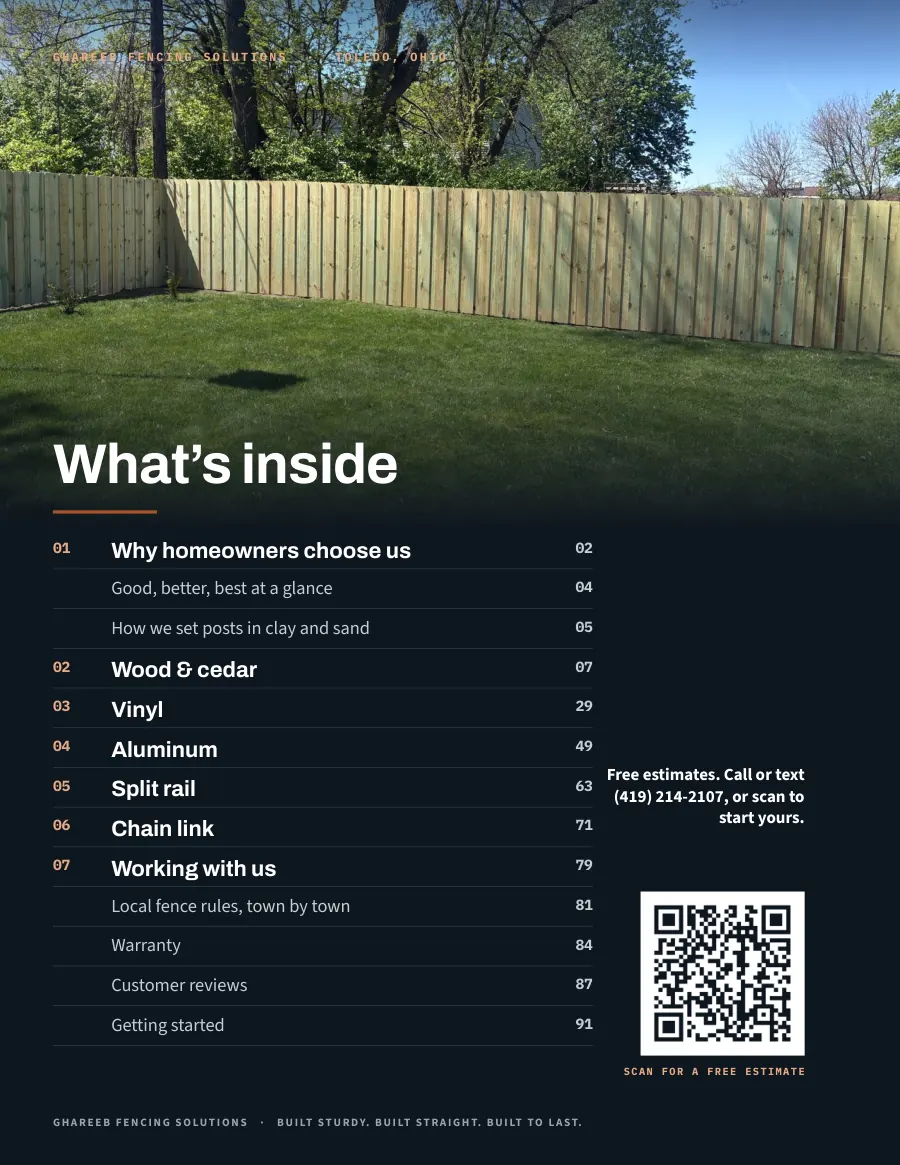 GHAREEB FENCING SOLUTIONS · TOLEDO, OHIO
What's inside
01 Why homeowners choose us 02
Good, better, best at a glance 04
How we set posts in clay and sand 05
02 Wood & cedar 07
03 Vinyl 29
04 Aluminum 49
05 Split rail 63
06 Chain link 71
07 Working with us 79
Local fence rules, town by town 81
Warranty 84
Customer reviews 87
Getting started 91
Free estimates. Call or text
(419) 214-2107, or scan to
start yours.
SCAN FOR A FREE ESTIMATE
GHAREEB FENCING SOLUTIONS · BUILT STURDY. BUILT STRAIGHT. BUILT TO LAST.